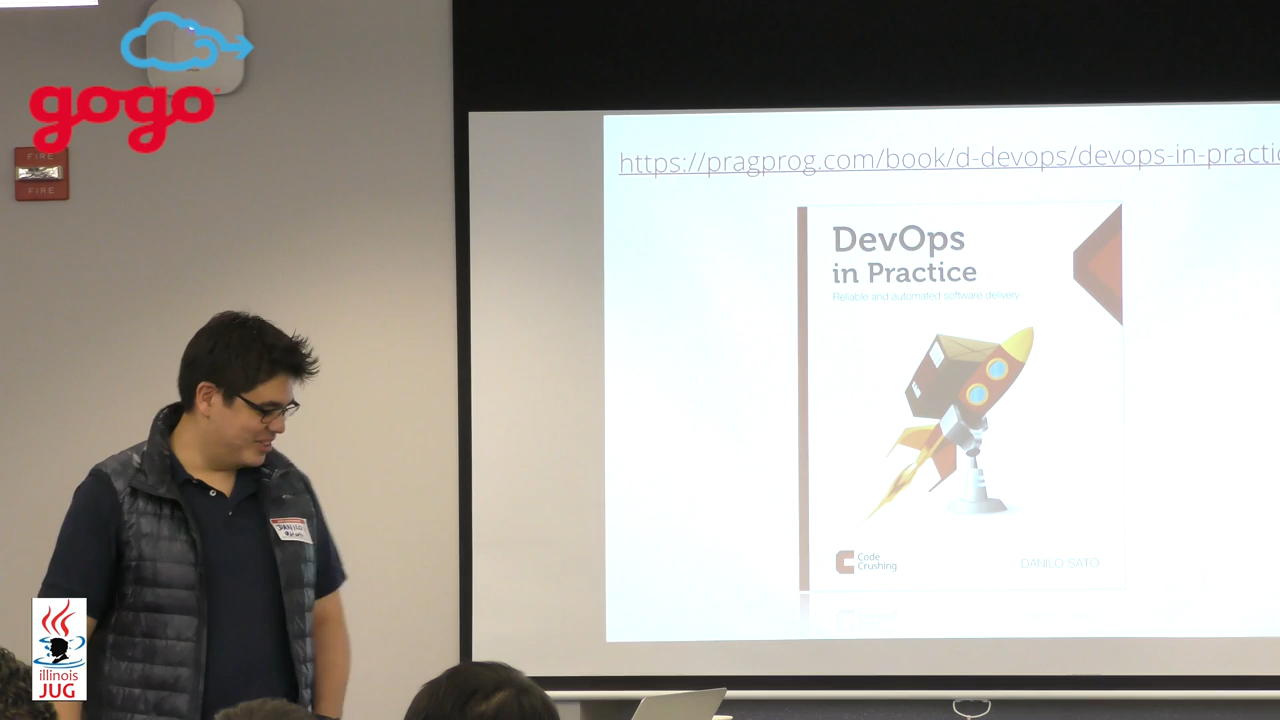 gogo
FIRE
FIRE
https://pragprog.com/book/d-devops/devops-in-practic
DevOps
in Practice
Reliable and automated software delivery
Code
Crushing
DANILO SATO
DANILO
illinois
JUG